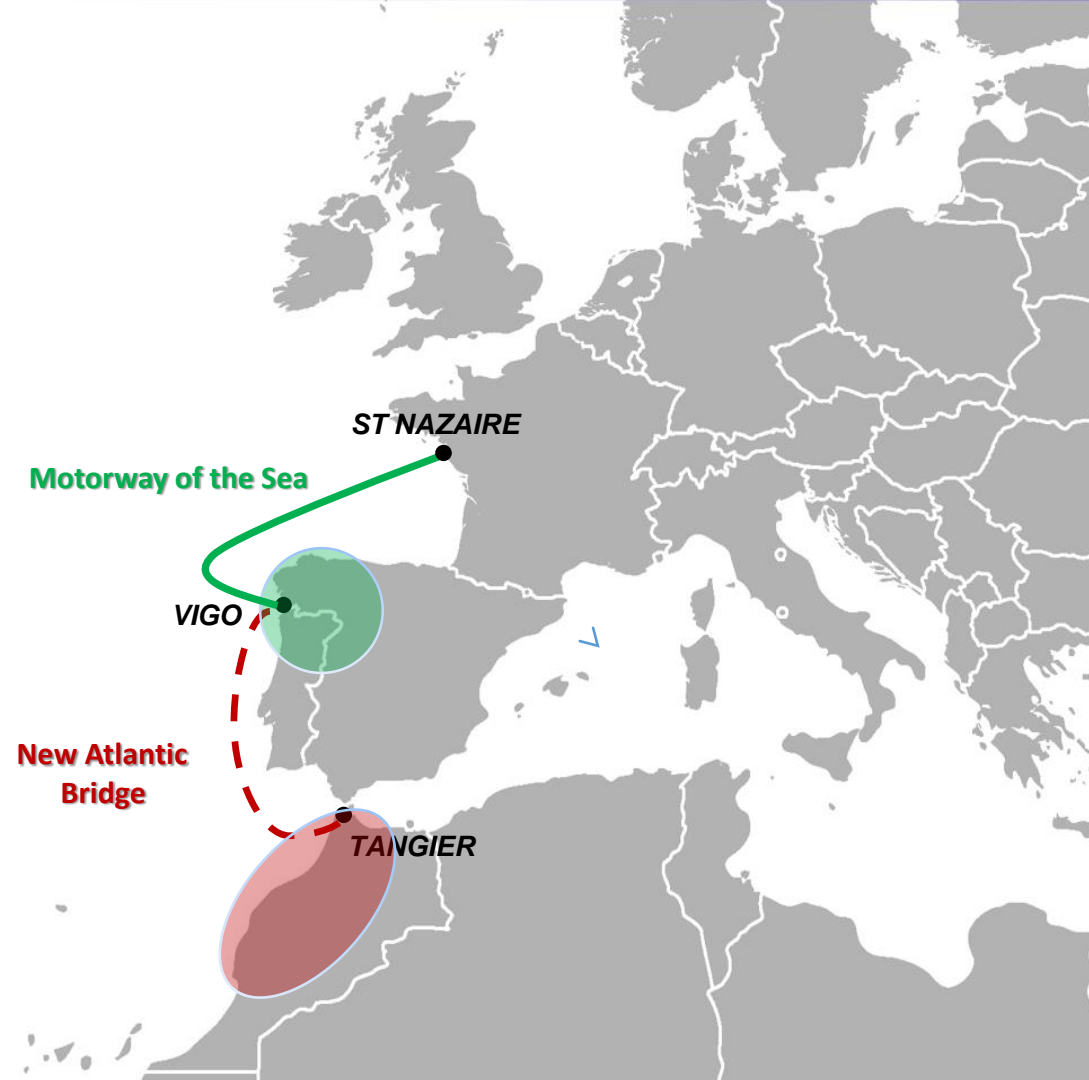 ST NAZAIRE
Motorway of the Sea
VIGO
New Atlantic
Bridge
TANGIER